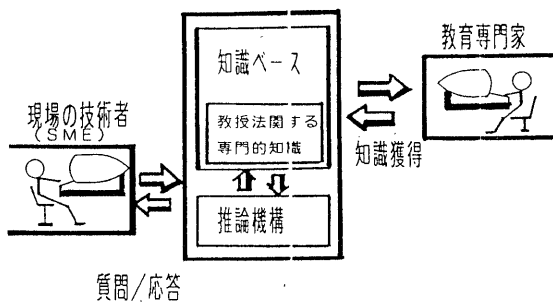 教育専門家
知識ベース
現場の技術者
(SME)
教授法関する
専門的知識
知識獲得
推論機構
質問/応答